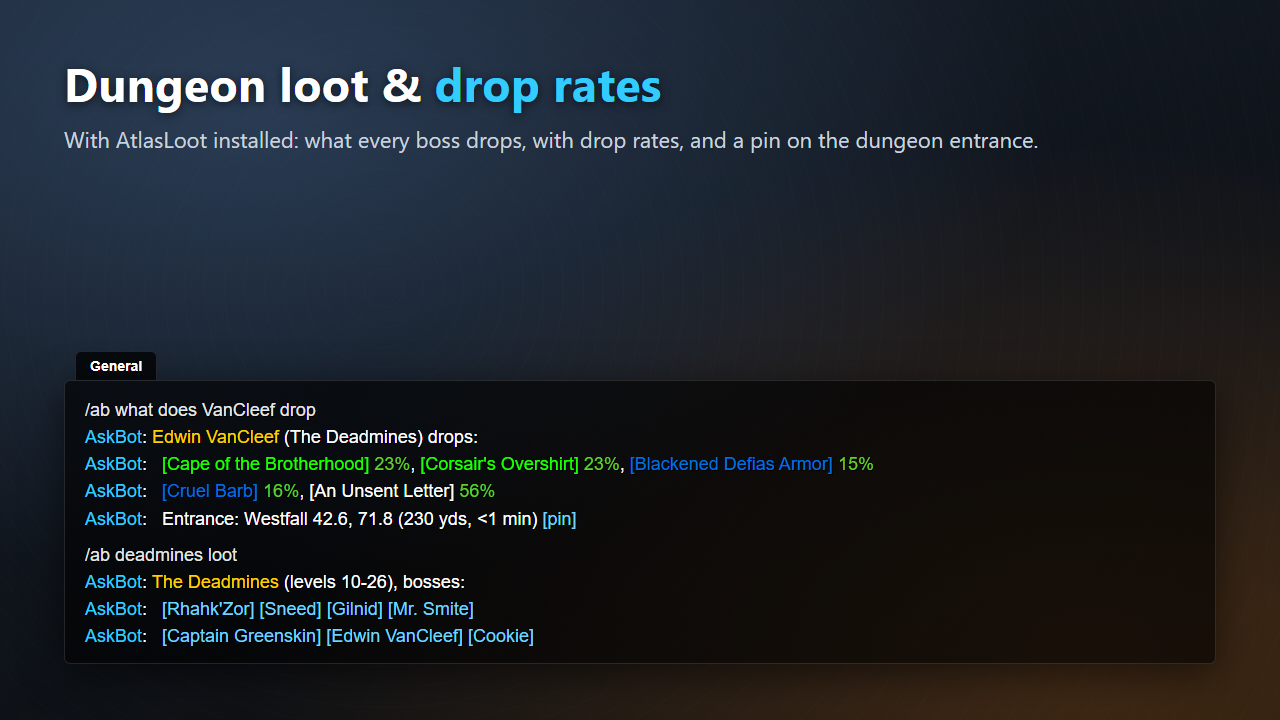 Dungeon loot & drop rates
With AtlasLoot installed: what every boss drops, with drop rates, and a pin on the dungeon entrance.
General
/ab what does VanCleef drop
AskBot: Edwin VanCleef (The Deadmines) drops:
AskBot: [Cape of the Brotherhood] 23%, [Corsair's Overshirt] 23%, [Blackened Defias Armor] 15%
AskBot: [Cruel Barb] 16%, [An Unsent Letter] 56%
AskBot: Entrance: Westfall 42.6, 71.8 (230 yds, <1 min) [pin]
/ab deadmines loot
AskBot: The Deadmines (levels 10-26), bosses:
AskBot: [Rhahk'Zor] [Sneed] [Gilnid] [Mr. Smite]
AskBot: [Captain Greenskin] [Edwin VanCleef] [Cookie]